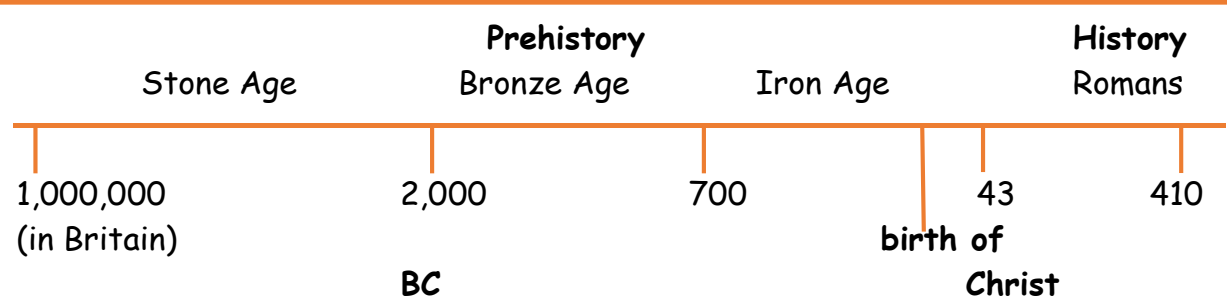 Prehistory History
Stone Age Bronze Age Iron Age Romans
1,000,000 2,000 700 43 410
(in Britain) birth of
BC Christ